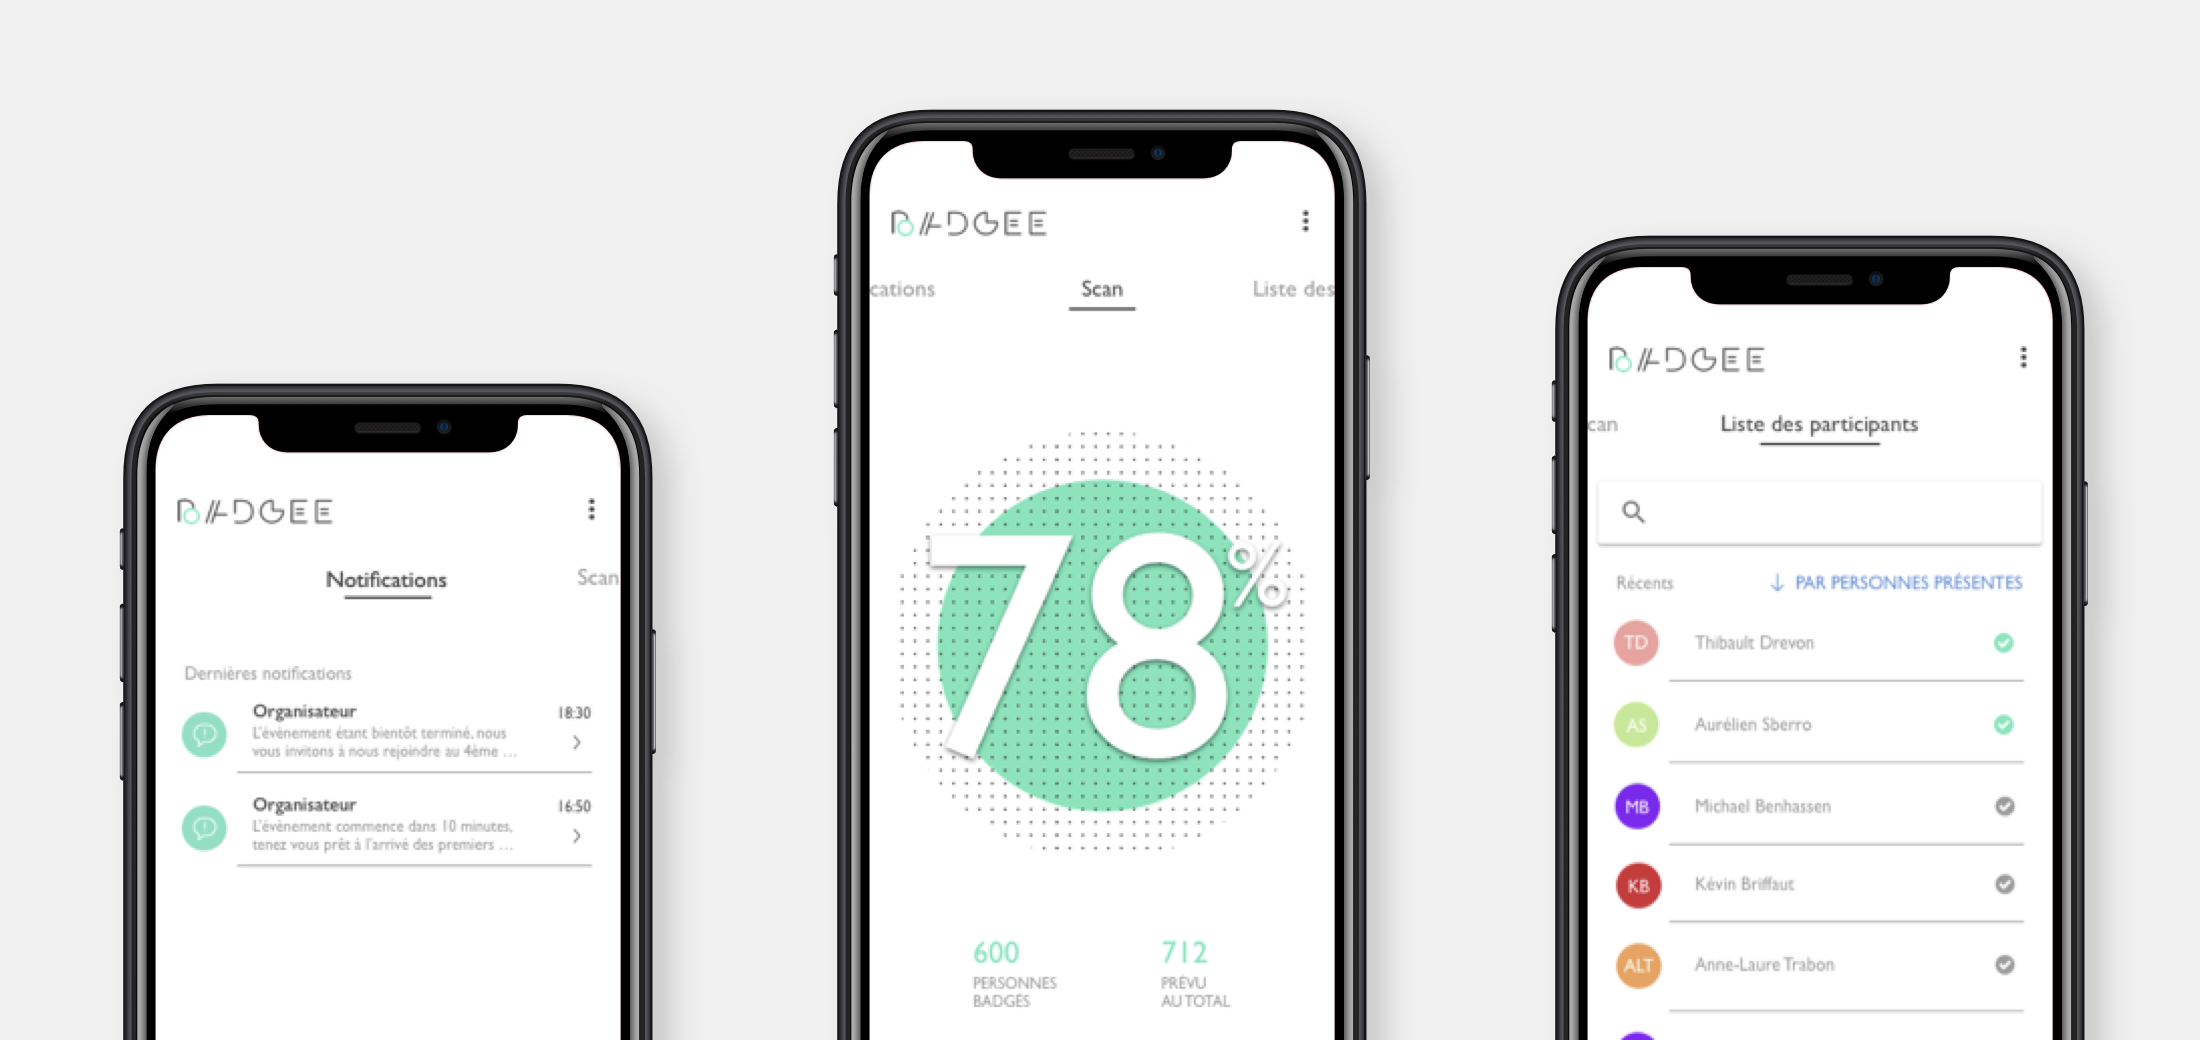 BADGEE
Notifications
Scan
Dernières notifications
Organisateur
18:30
L'évènement étant bientôt terminé, nous
vous invitons à nous rejoindre au 4ème ...
Organisateur
16:50
L'évènement commence dans 10 minutes,
tenez vous prêt à l'arrivé des premiers ...
BADGEE
cations
Scan
Liste des
78%
600
PERSONNES
BADGÉS
712
PRÉVU
AU TOTAL
BADGEE
can
Liste des participants
Récents
↓ PAR PERSONNES PRÉSENTES
TD
Thibault Drevon
AS
Aurélien Sberro
MB
Michael Benhassen
KB
Kévin Briffaut
ALT
Anne-Laure Trabon